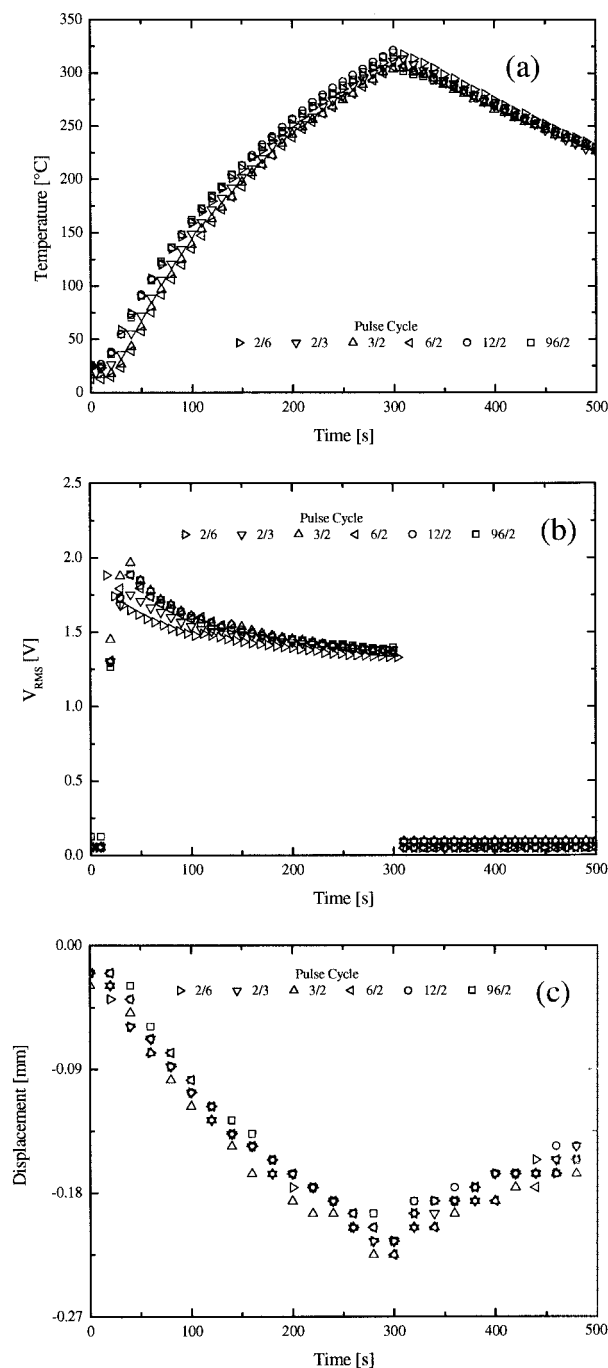 350
(a)
300
250
200
150
100
50
0
Temperature [°C]
Pulse Cycle
2/6 2/3 3/2 6/2 12/2 96/2
0 100 200 300 400 500
Time [s]
2.5
(b)
Pulse Cycle
2/6 2/3 3/2 6/2 12/2 96/2
2.0
1.5
1.0
0.5
0.0
V_RMS [V]
0 100 200 300 400 500
Time [s]
0.00
(c)
Pulse Cycle
2/6 2/3 3/2 6/2 12/2 96/2
-0.09
-0.18
-0.27
Displacement [mm]
0 100 200 300 400 500
Time [s]